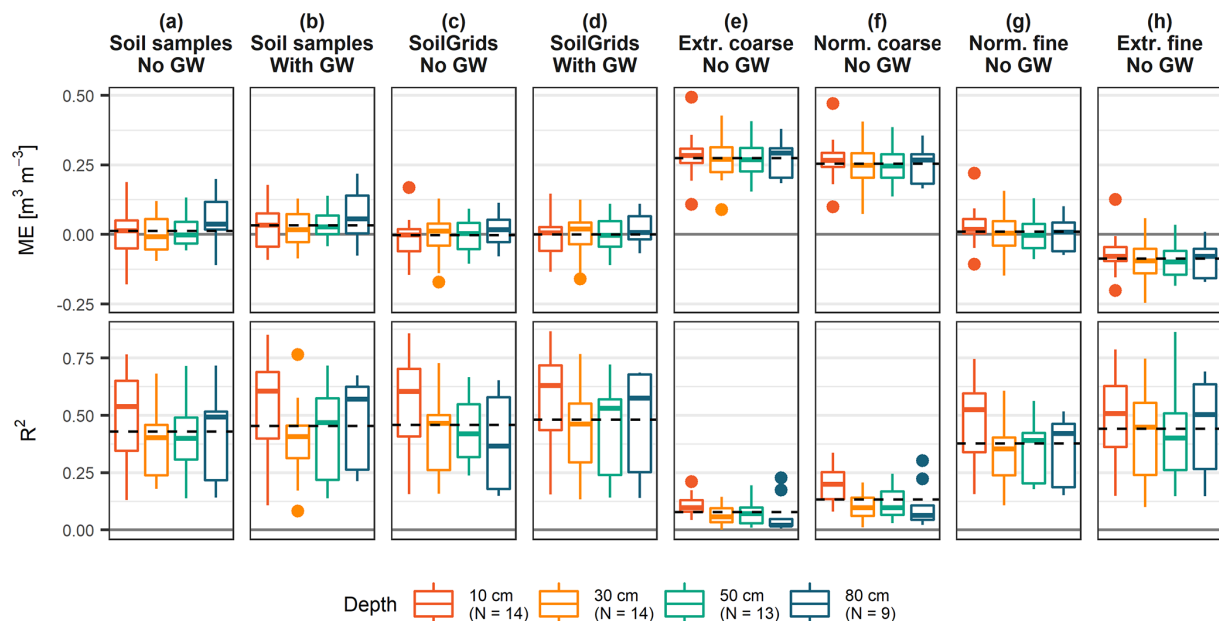 (a) (b) (c) (d) (e) (f) (g) (h)
Soil samples Soil samples SoilGrids SoilGrids Extr. coarse Norm. coarse Norm. fine Extr. fine
No GW With GW No GW With GW No GW No GW No GW No GW
0.50
0.25
0.00
-0.25
ME [m³ m⁻³]
0.75
0.50
0.25
0.00
R²
Depth
10 cm 30 cm 50 cm 80 cm
(N = 14) (N = 14) (N = 13) (N = 9)